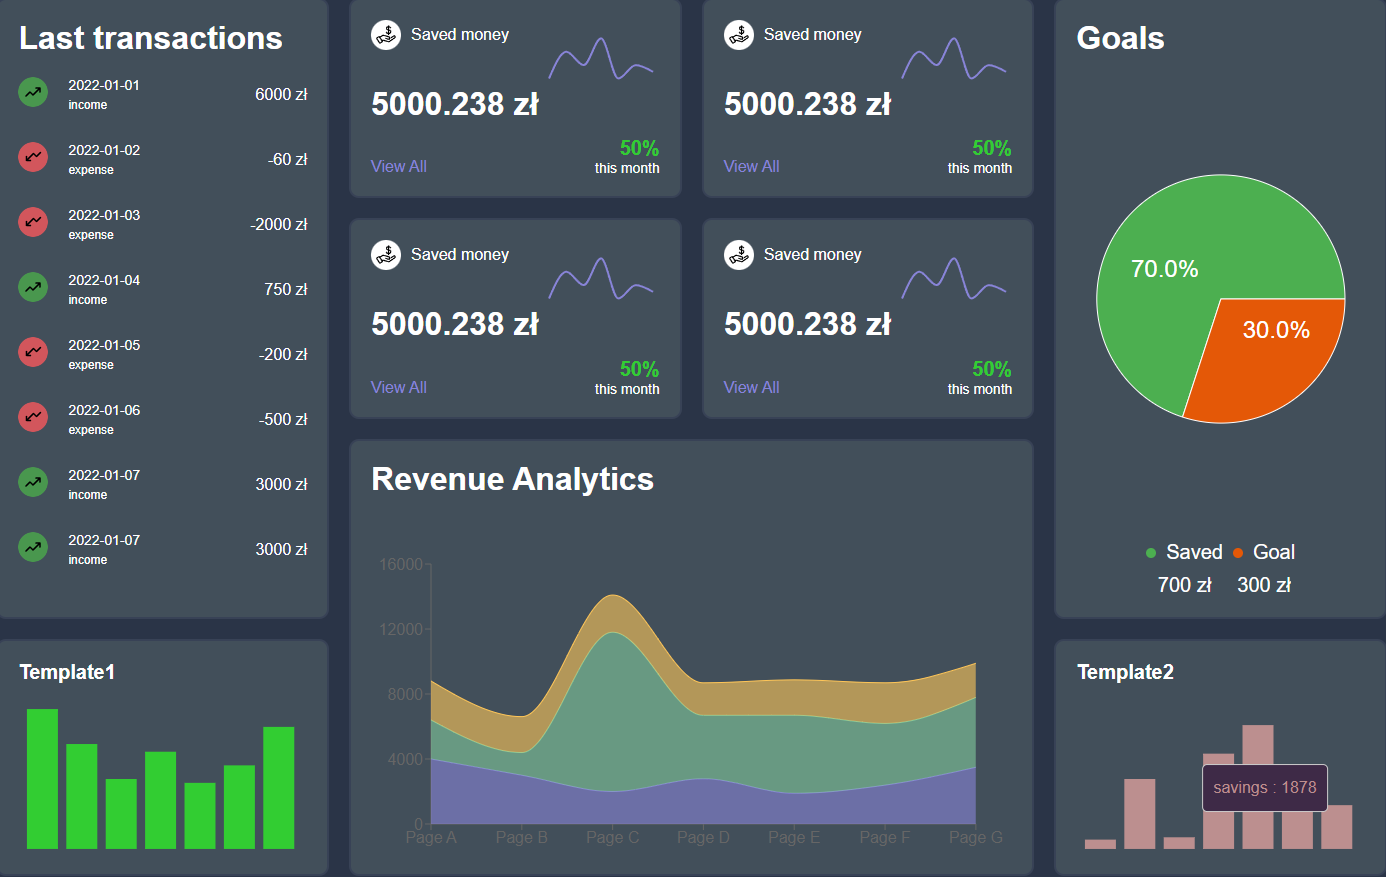 Last transactions
2022-01-01
income
6000 zł
2022-01-02
expense
-60 zł
2022-01-03
expense
-2000 zł
2022-01-04
income
750 zł
2022-01-05
expense
-200 zł
2022-01-06
expense
-500 zł
2022-01-07
income
3000 zł
2022-01-07
income
3000 zł
Template1
Saved money
5000.238 zł
50%
View All
this month
Saved money
5000.238 zł
50%
View All
this month
Saved money
5000.238 zł
50%
View All
this month
Saved money
5000.238 zł
50%
View All
this month
Revenue Analytics
16000
12000
8000
4000
0
Page A Page B Page C Page D Page E Page F Page G
Goals
70.0%
30.0%
Saved Goal
700 zł 300 zł
Template2
savings : 1878